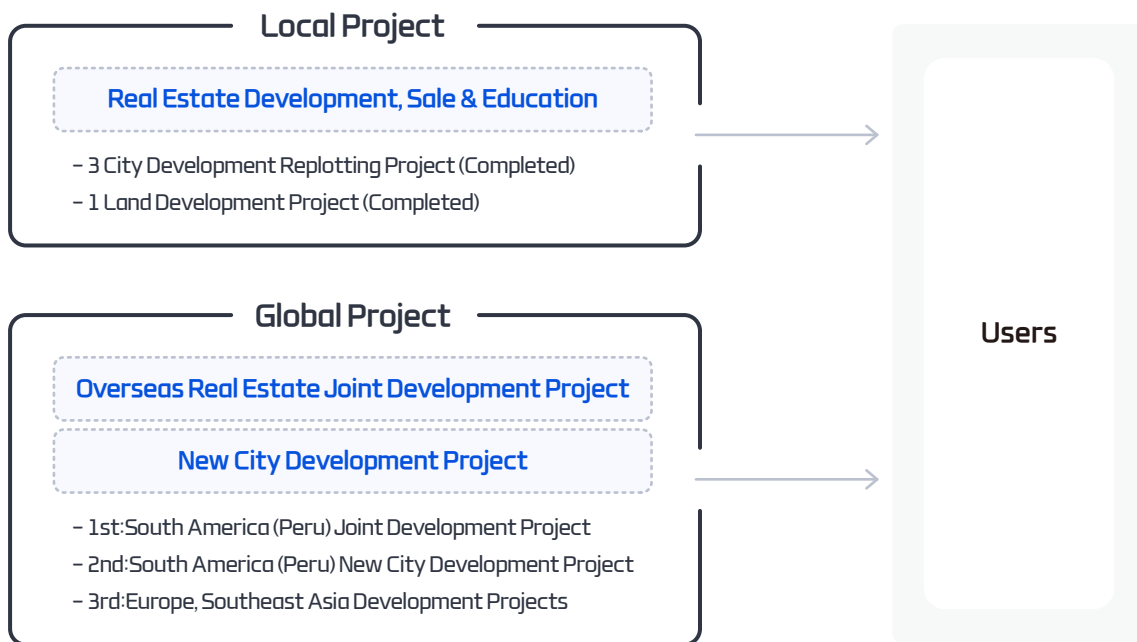 Local Project
Real Estate Development, Sale & Education
- 3 City Development Replotting Project (Completed)
- 1 Land Development Project (Completed)
Global Project
Overseas Real Estate Joint Development Project
New City Development Project
- 1st:South America (Peru) Joint Development Project
- 2nd:South America (Peru) New City Development Project
- 3rd:Europe, Southeast Asia Development Projects
Users